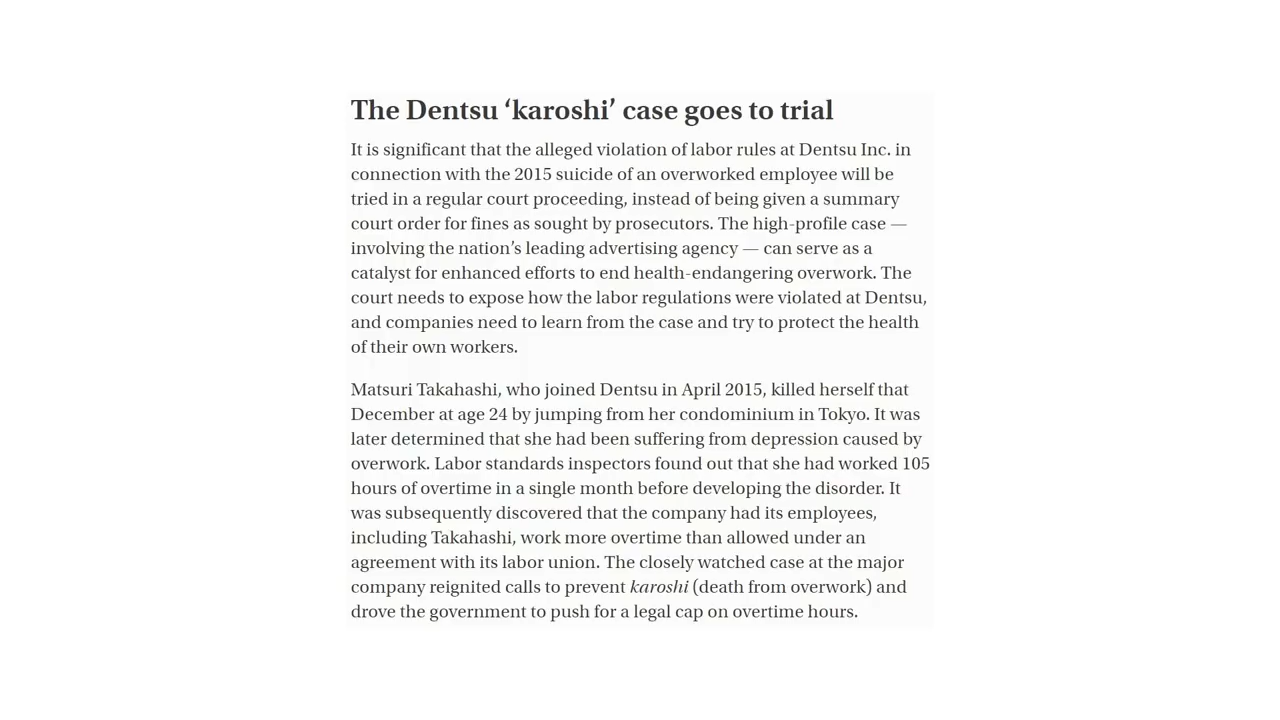 The Dentsu ‘karoshi’ case goes to trial
It is significant that the alleged violation of labor rules at Dentsu Inc. in
connection with the 2015 suicide of an overworked employee will be
tried in a regular court proceeding, instead of being given a summary
court order for fines as sought by prosecutors. The high-profile case —
involving the nation’s leading advertising agency — can serve as a
catalyst for enhanced efforts to end health-endangering overwork. The
court needs to expose how the labor regulations were violated at Dentsu,
and companies need to learn from the case and try to protect the health
of their own workers.
Matsuri Takahashi, who joined Dentsu in April 2015, killed herself that
December at age 24 by jumping from her condominium in Tokyo. It was
later determined that she had been suffering from depression caused by
overwork. Labor standards inspectors found out that she had worked 105
hours of overtime in a single month before developing the disorder. It
was subsequently discovered that the company had its employees,
including Takahashi, work more overtime than allowed under an
agreement with its labor union. The closely watched case at the major
company reignited calls to prevent karoshi (death from overwork) and
drove the government to push for a legal cap on overtime hours.